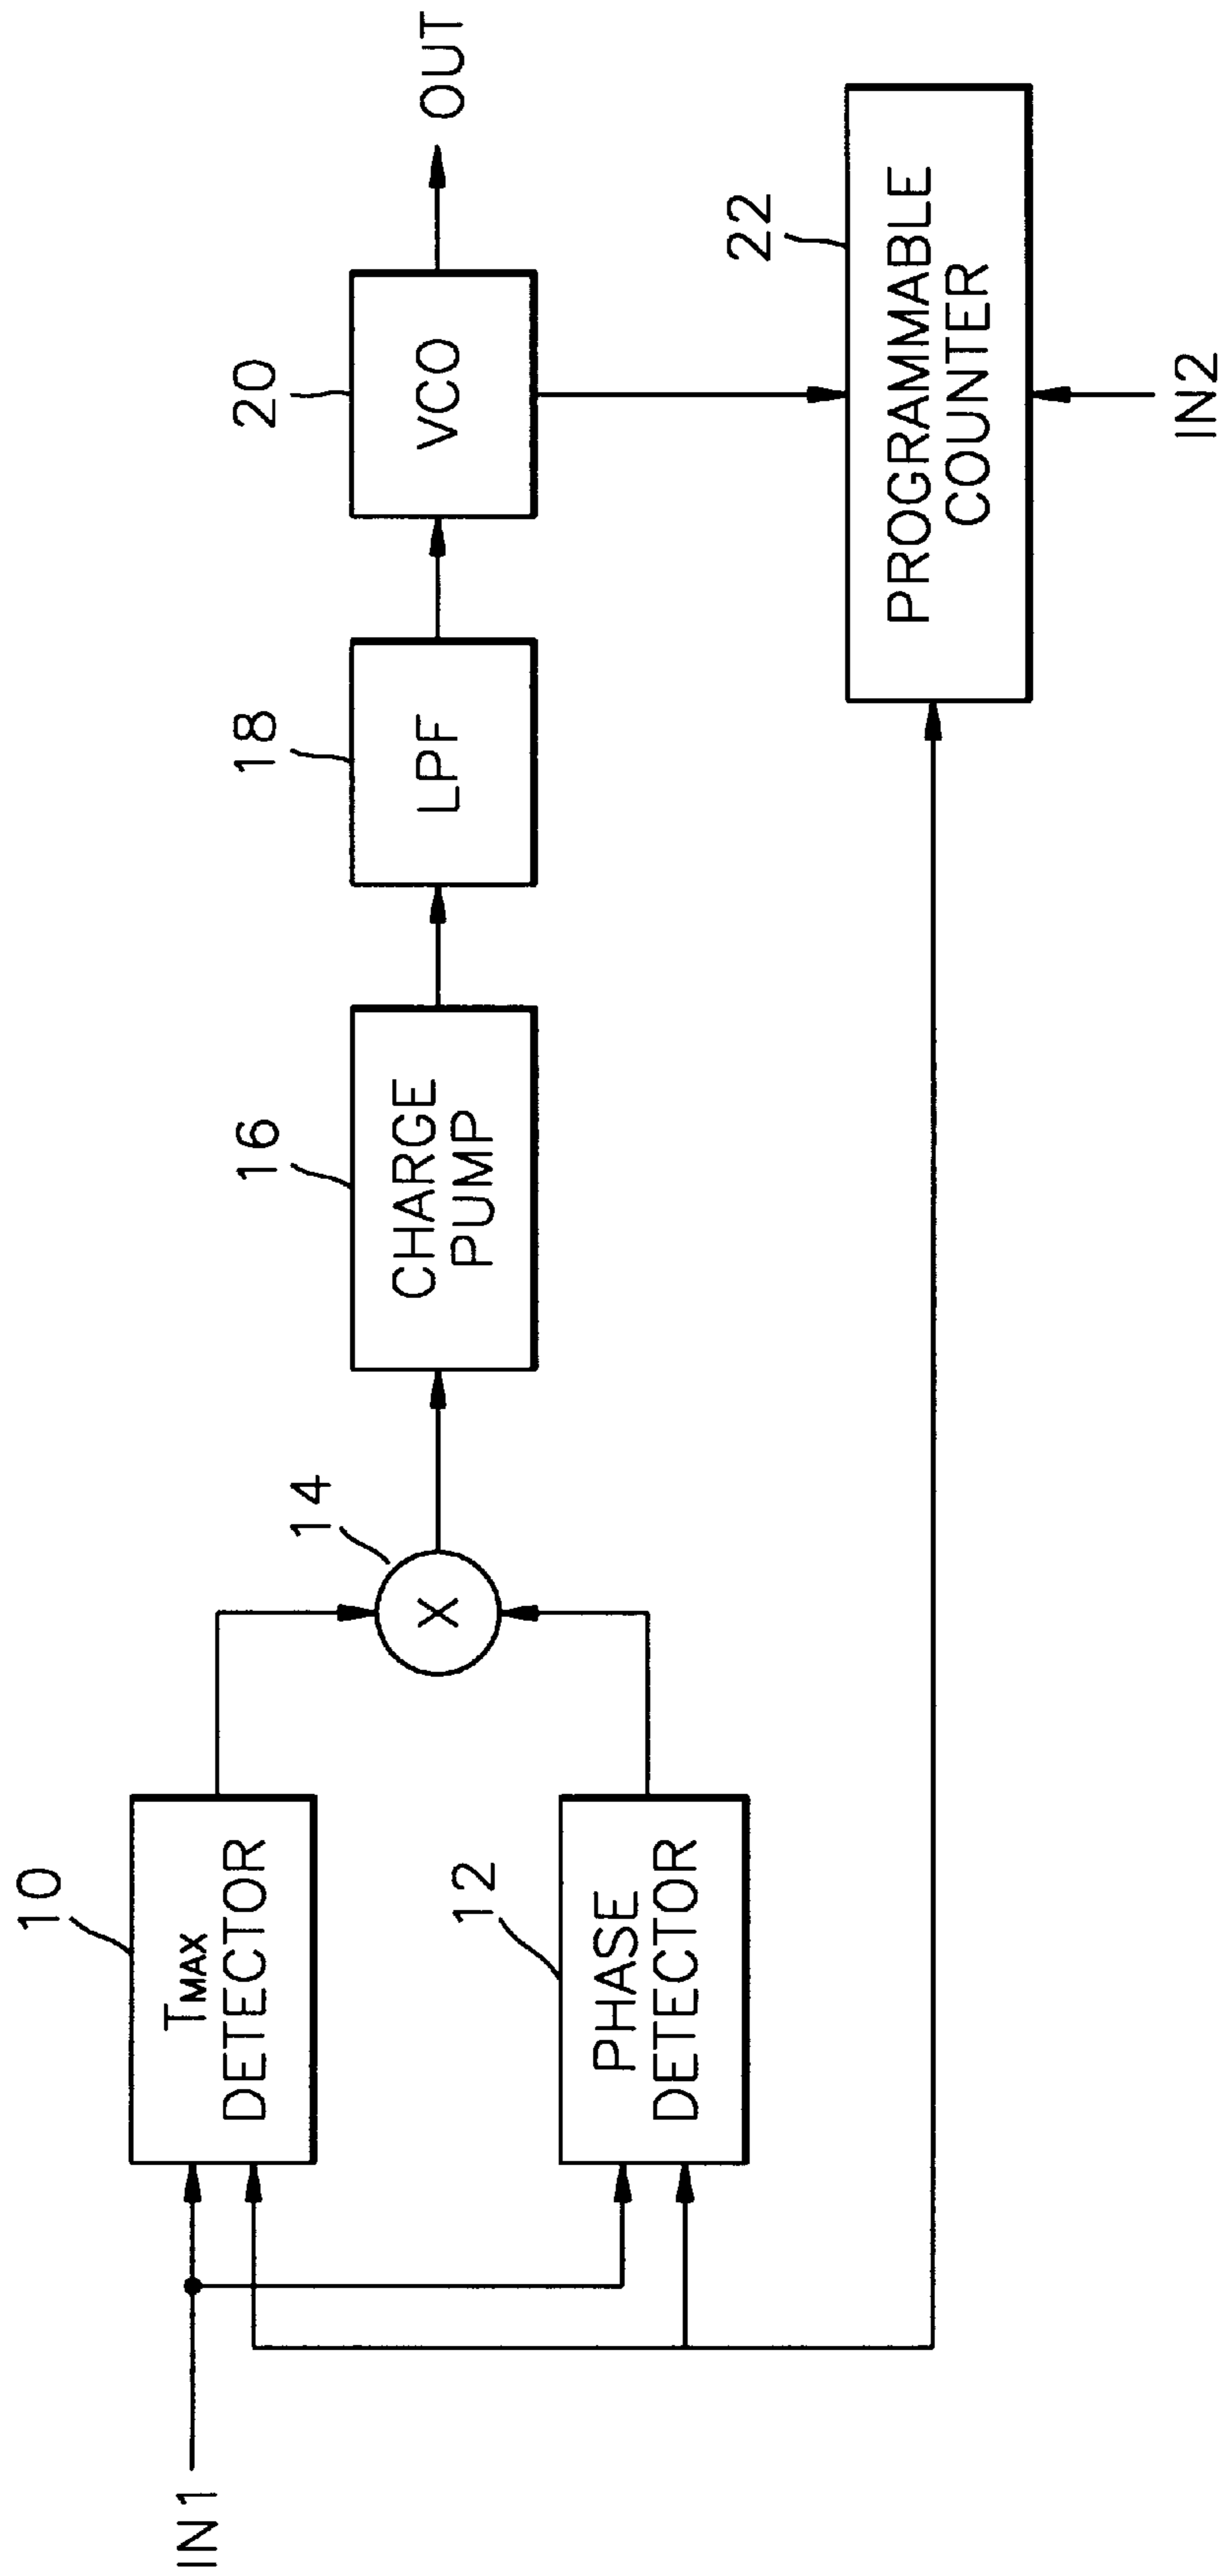 10
TMAX
DETECTOR
IN1
12
PHASE
DETECTOR
14
X
16
CHARGE
PUMP
18
LPF
20
VCO
OUT
22
PROGRAMMABLE
COUNTER
IN2